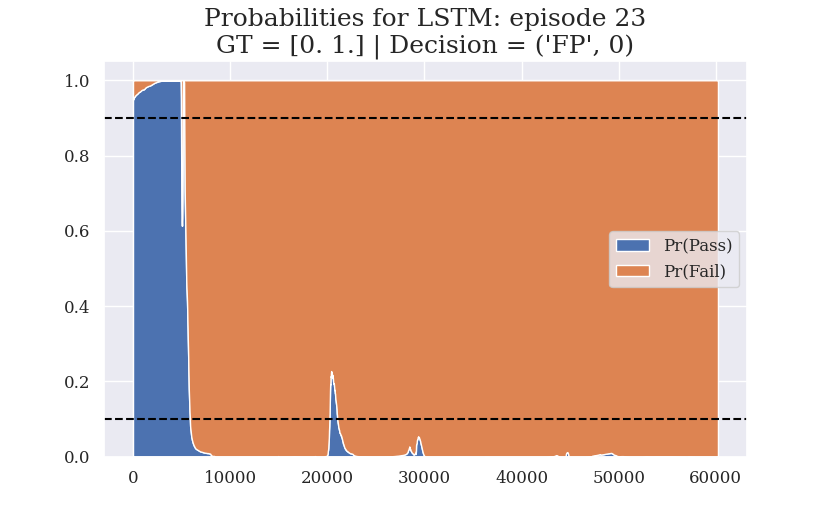 Probabilities for LSTM: episode 23
GT = [0. 1.] | Decision = ('FP', 0)
1.0
0.8
0.6
0.4
0.2
0.0
Pr(Pass)
Pr(Fail)
0 10000 20000 30000 40000 50000 60000